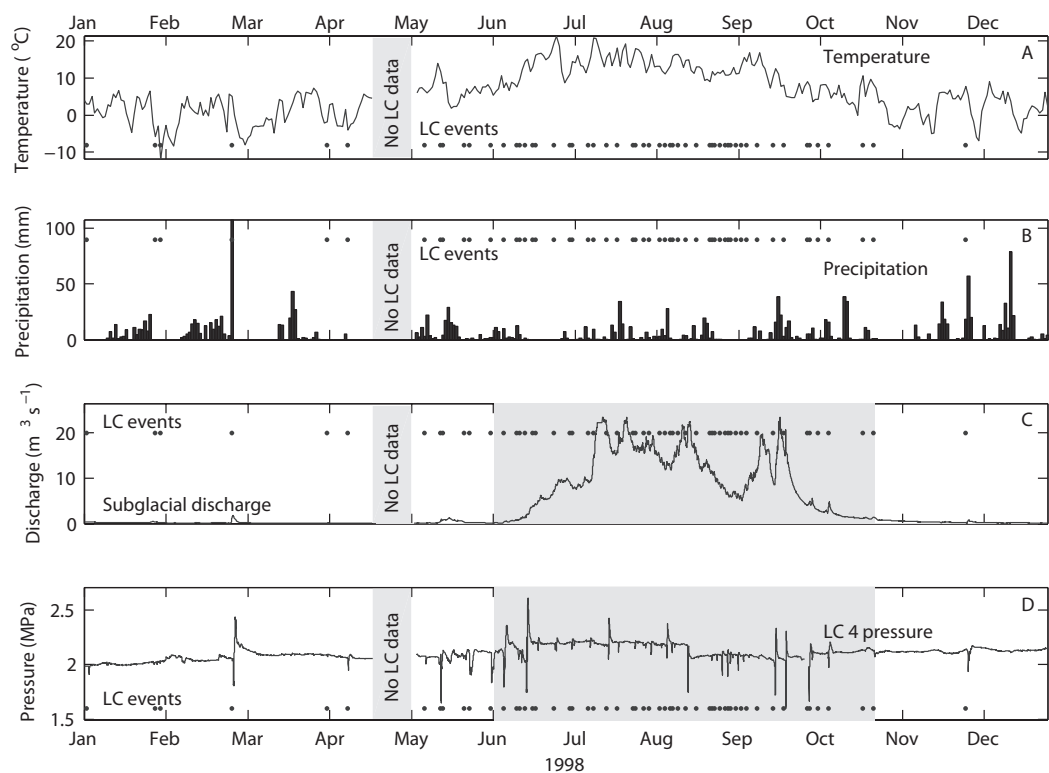 Jan Feb Mar Apr May Jun Jul Aug Sep Oct Nov Dec
Temperature ( °C)
20
10
0
−10
A
Temperature
No LC data
LC events
Precipitation (mm)
100
50
0
B
LC events
Precipitation
No LC data
Discharge (m ³ s⁻¹)
20
10
0
C
LC events
No LC data
Subglacial discharge
Pressure (MPa)
2.5
2
1.5
D
LC 4 pressure
No LC data
LC events
Jan Feb Mar Apr May Jun Jul Aug Sep Oct Nov Dec
1998